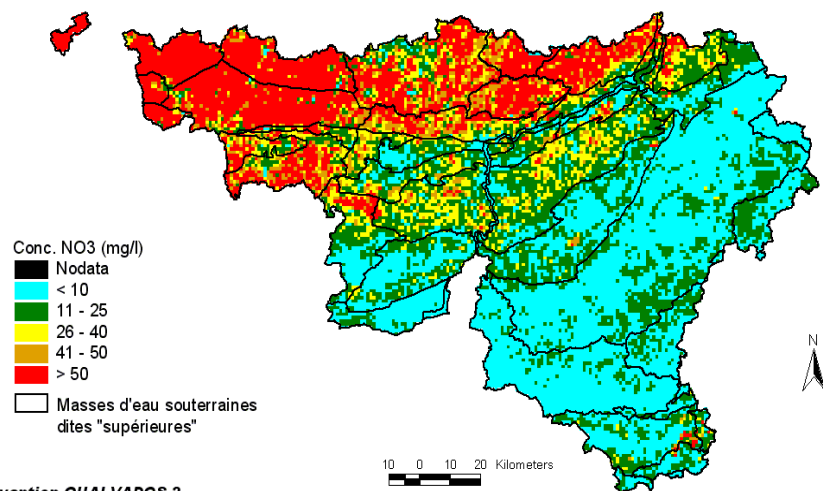 Conc. NO3 (mg/l)
Nodata
< 10
11 - 25
26 - 40
41 - 50
> 50
Masses d'eau souterraines
dites "supérieures"
N
10 0 10 20 Kilometers